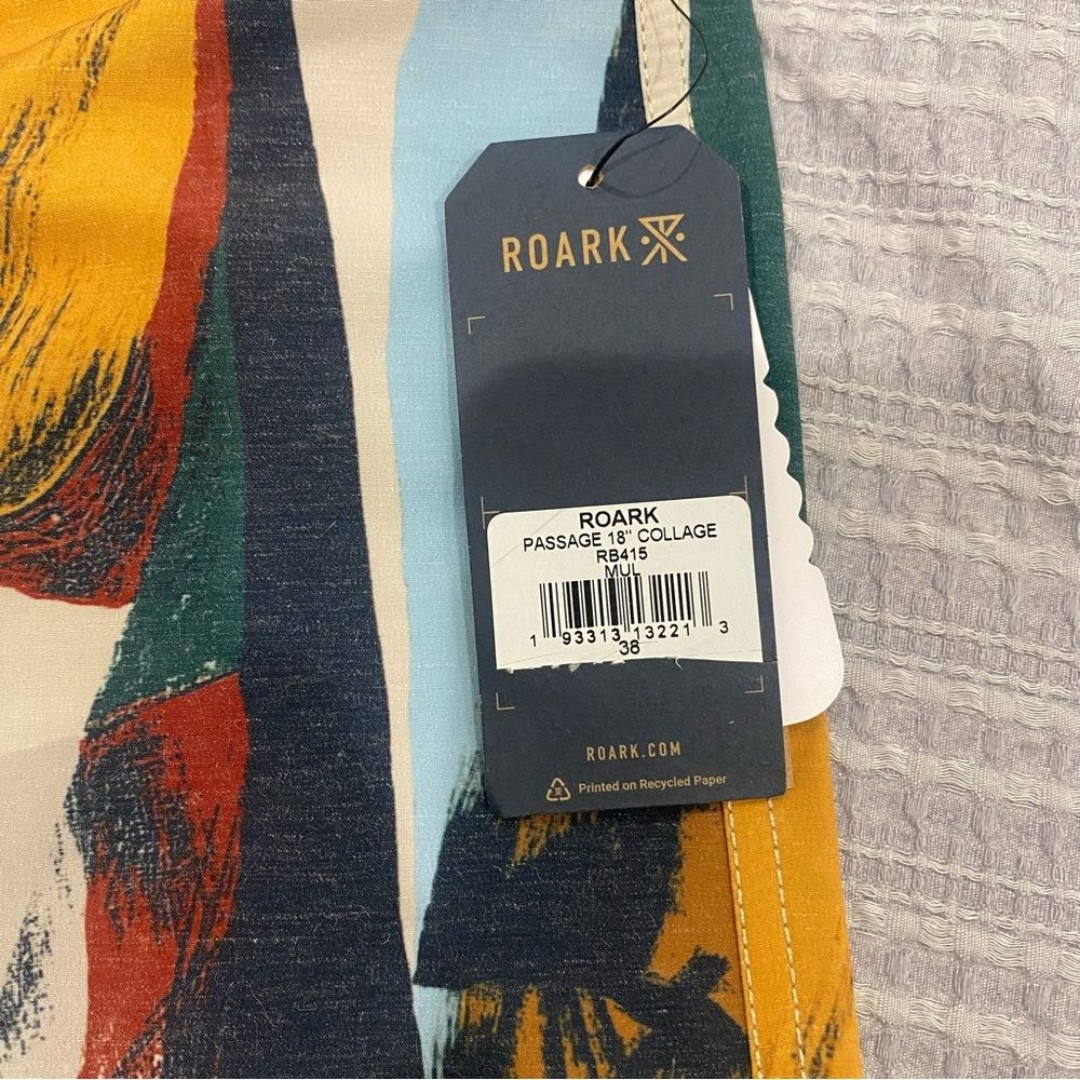 ROARK
ROARK
PASSAGE 18" COLLAGE
RB415
MUL
1 93313 13221 3
38
ROARK.COM
Printed on Recycled Paper